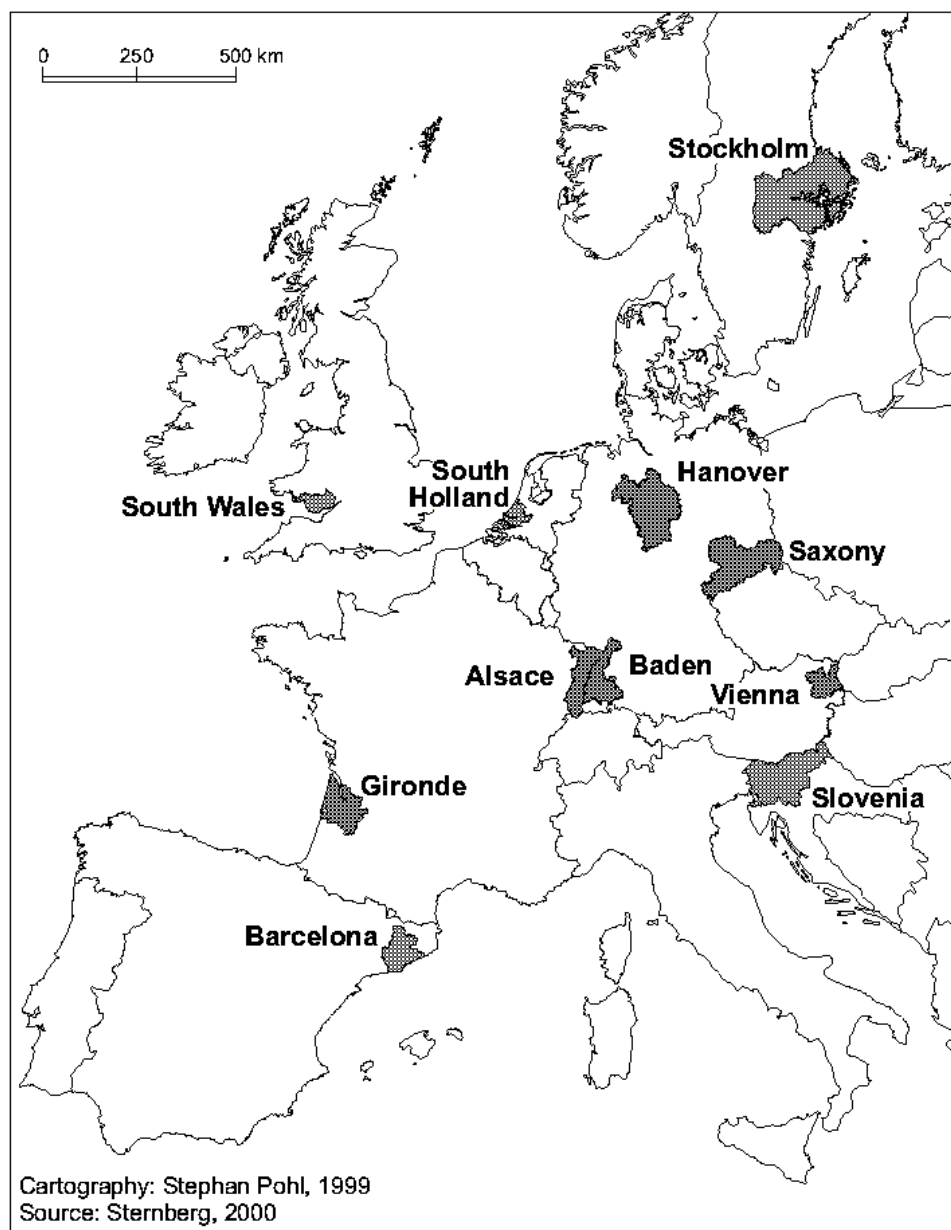 0 250 500 km
Stockholm
South
Holland
Hanover
South Wales
Saxony
Alsace
Baden
Vienna
Gironde
Slovenia
Barcelona
Cartography: Stephan Pohl, 1999
Source: Sternberg, 2000